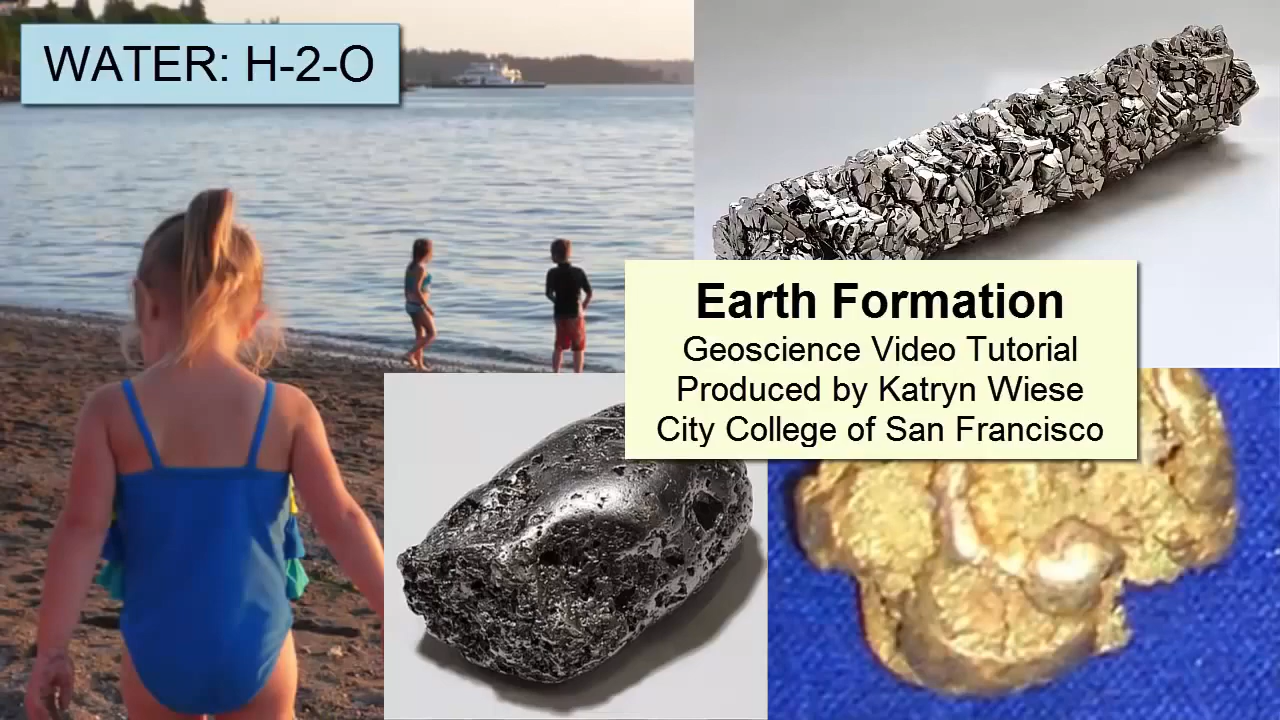 WATER: H-2-O
Earth Formation
Geoscience Video Tutorial
Produced by Katryn Wiese
City College of San Francisco